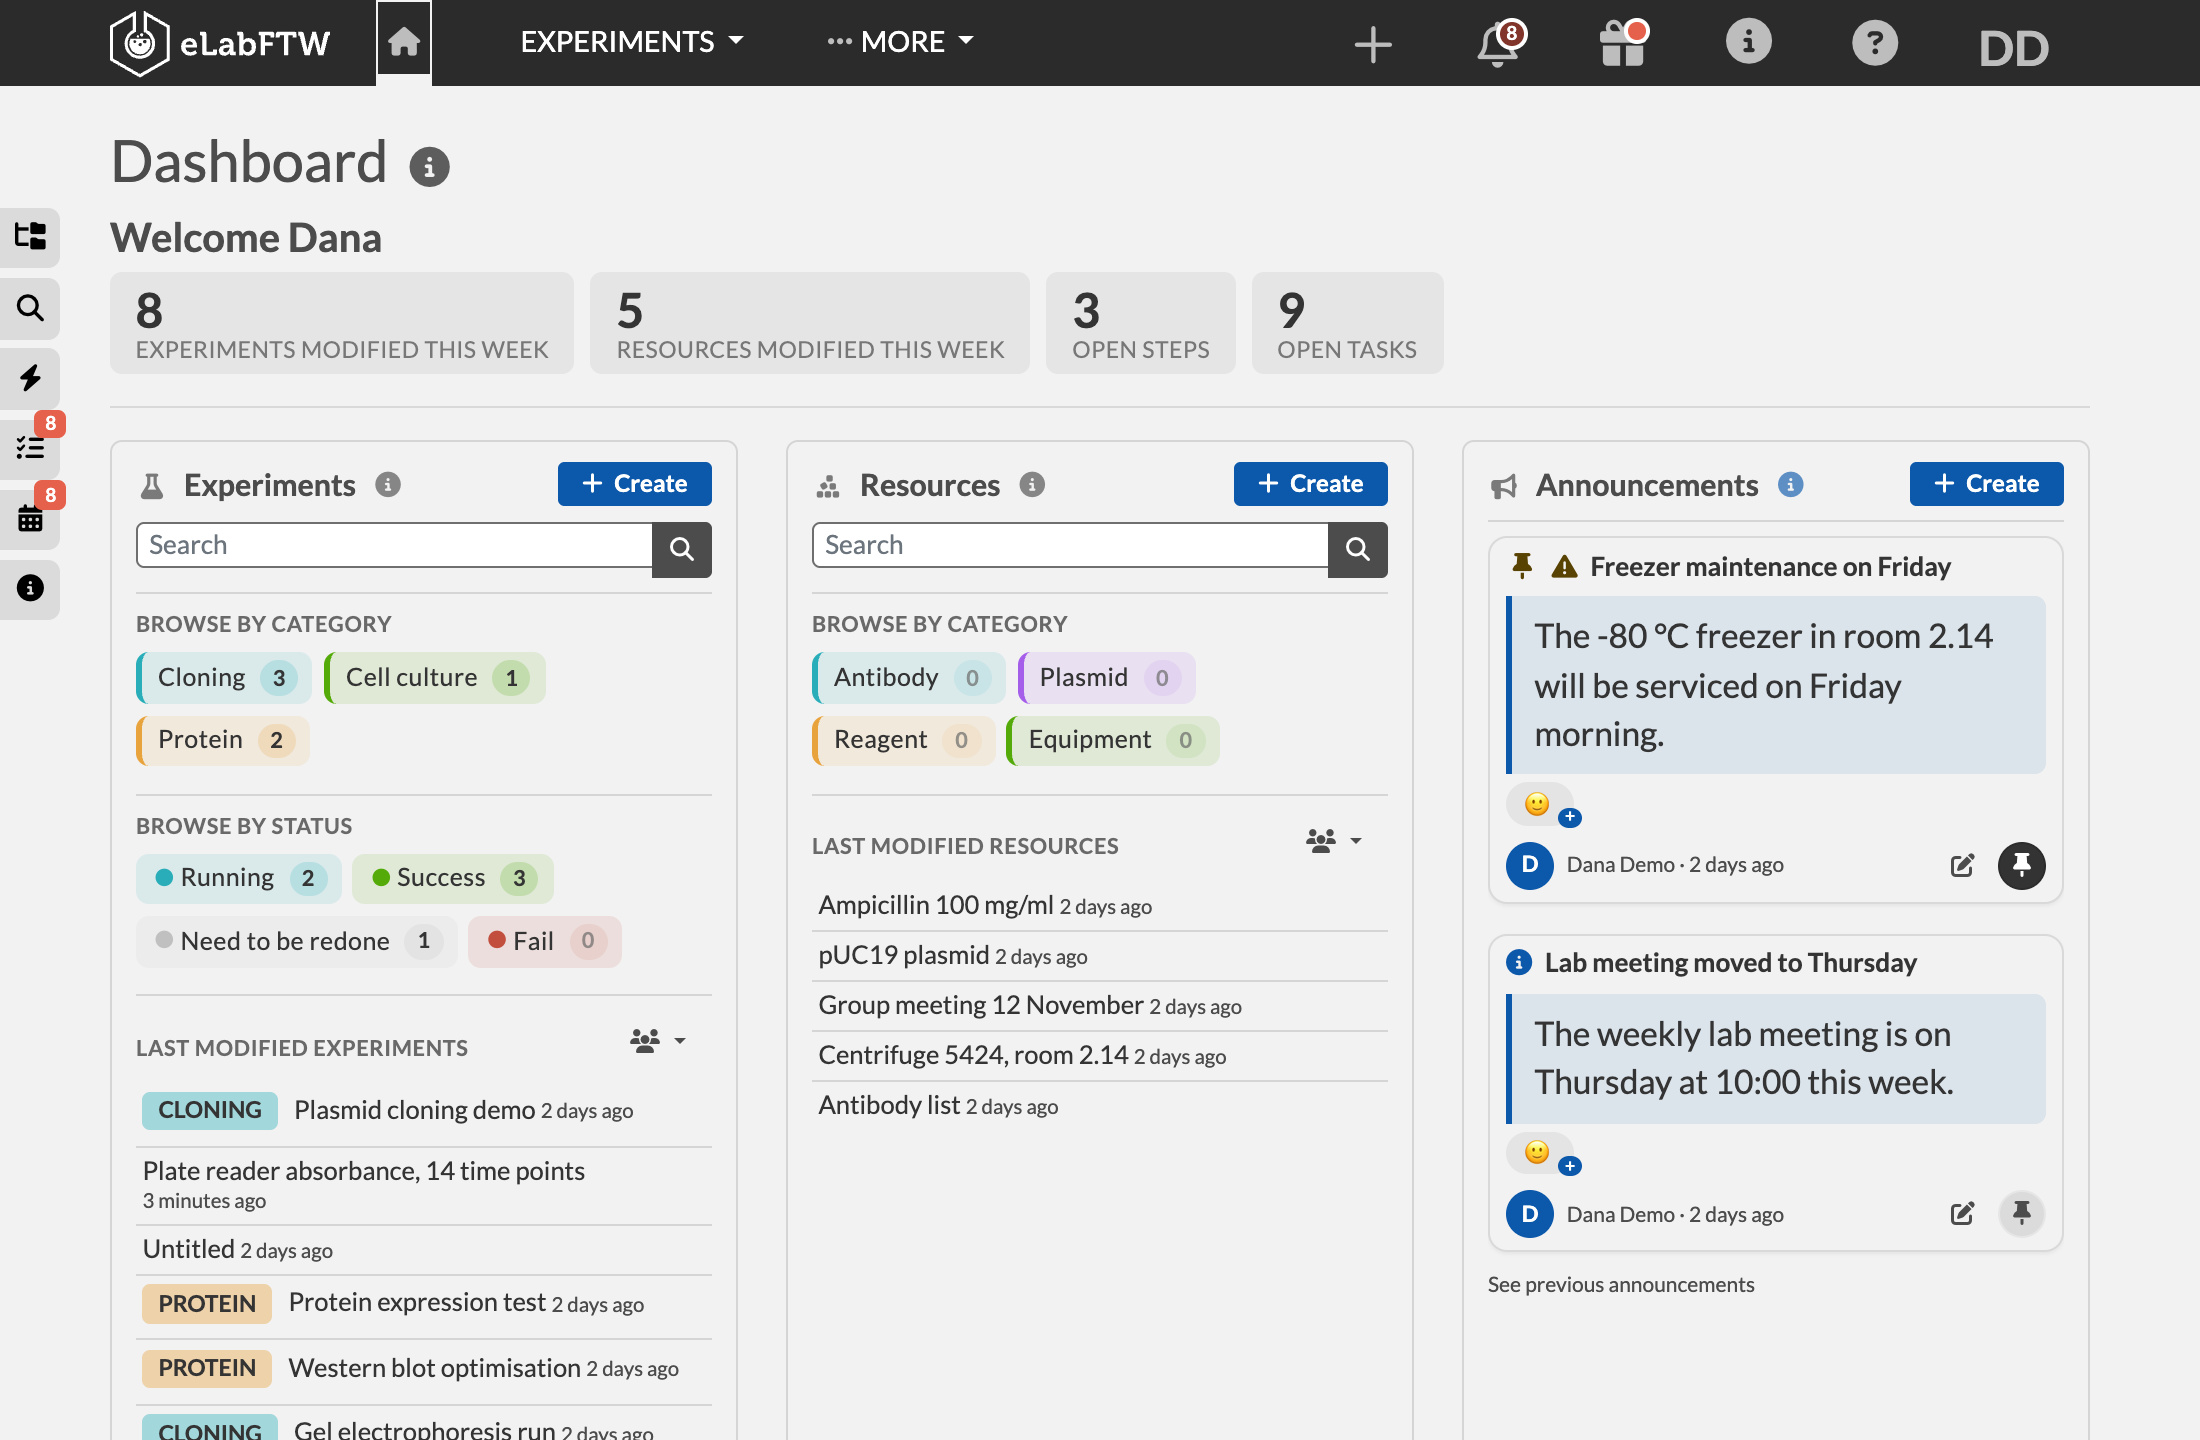 eLabFTW
EXPERIMENTS
MORE
8
DD
Dashboard
Welcome Dana
8
EXPERIMENTS MODIFIED THIS WEEK
5
RESOURCES MODIFIED THIS WEEK
3
OPEN STEPS
9
OPEN TASKS
8
8
Experiments
+ Create
Search
BROWSE BY CATEGORY
Cloning 3
Cell culture 1
Protein 2
BROWSE BY STATUS
Running 2
Success 3
Need to be redone 1
Fail 0
LAST MODIFIED EXPERIMENTS
CLONING Plasmid cloning demo 2 days ago
Plate reader absorbance, 14 time points
3 minutes ago
Untitled 2 days ago
PROTEIN Protein expression test 2 days ago
PROTEIN Western blot optimisation 2 days ago
CLONING Gel electrophoresis run 2 days ago
Resources
+ Create
Search
BROWSE BY CATEGORY
Antibody 0
Plasmid 0
Reagent 0
Equipment 0
LAST MODIFIED RESOURCES
Ampicillin 100 mg/ml 2 days ago
pUC19 plasmid 2 days ago
Group meeting 12 November 2 days ago
Centrifuge 5424, room 2.14 2 days ago
Antibody list 2 days ago
Announcements
+ Create
Freezer maintenance on Friday
The -80 °C freezer in room 2.14
will be serviced on Friday
morning.
D
Dana Demo · 2 days ago
Lab meeting moved to Thursday
The weekly lab meeting is on
Thursday at 10:00 this week.
D
Dana Demo · 2 days ago
See previous announcements